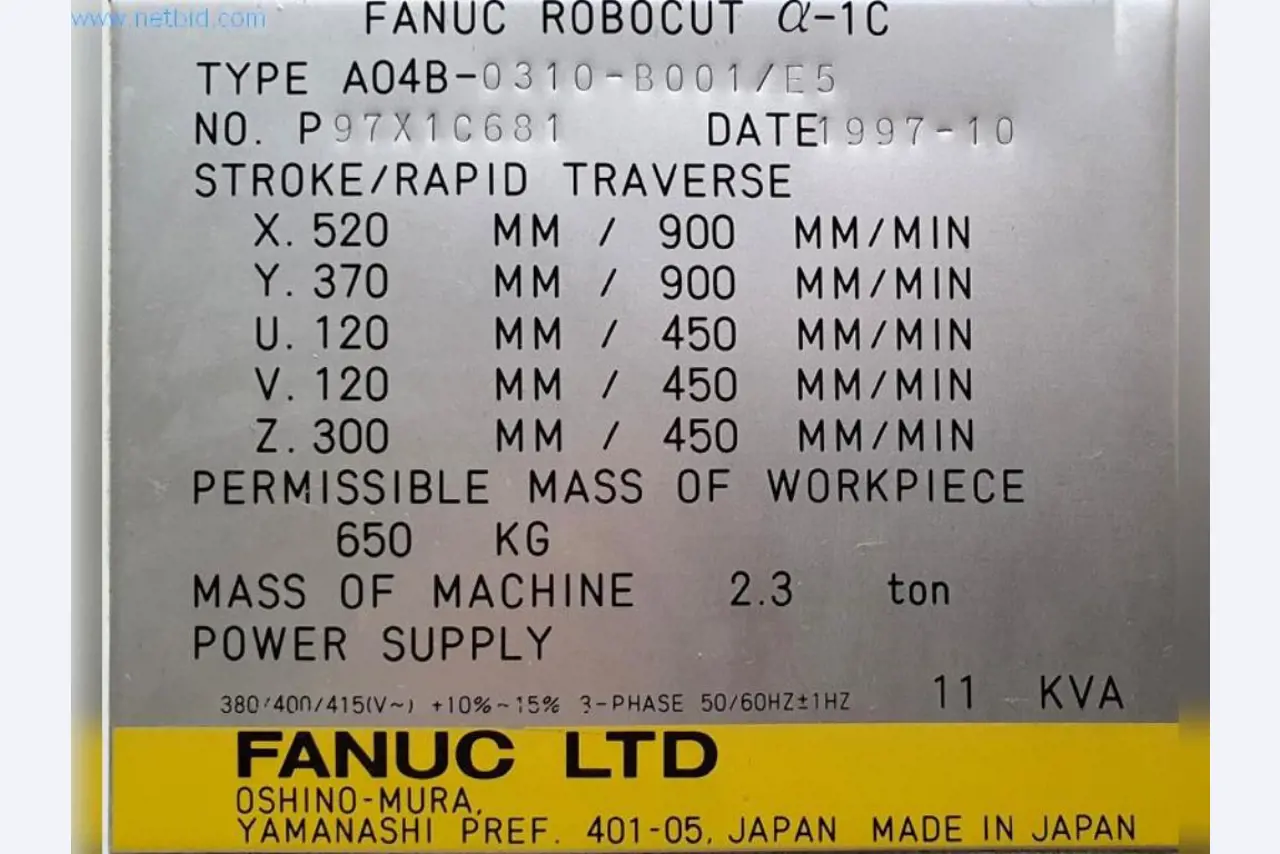 www.netbid.com
FANUC ROBOCUT α-1C
TYPE A04B-0310-B001/E5
NO. P97X1C681 DATE 1997-10
STROKE/RAPID TRAVERSE
X. 520 MM / 900 MM/MIN
Y. 370 MM / 900 MM/MIN
U. 120 MM / 450 MM/MIN
V. 120 MM / 450 MM/MIN
Z. 300 MM / 450 MM/MIN
PERMISSIBLE MASS OF WORKPIECE
650 KG
MASS OF MACHINE 2.3 ton
POWER SUPPLY
380/400/415(V~) +10%~15% 3-PHASE 50/60HZ±1HZ 11 KVA
FANUC LTD
OSHINO-MURA,
YAMANASHI PREF. 401-05, JAPAN MADE IN JAPAN